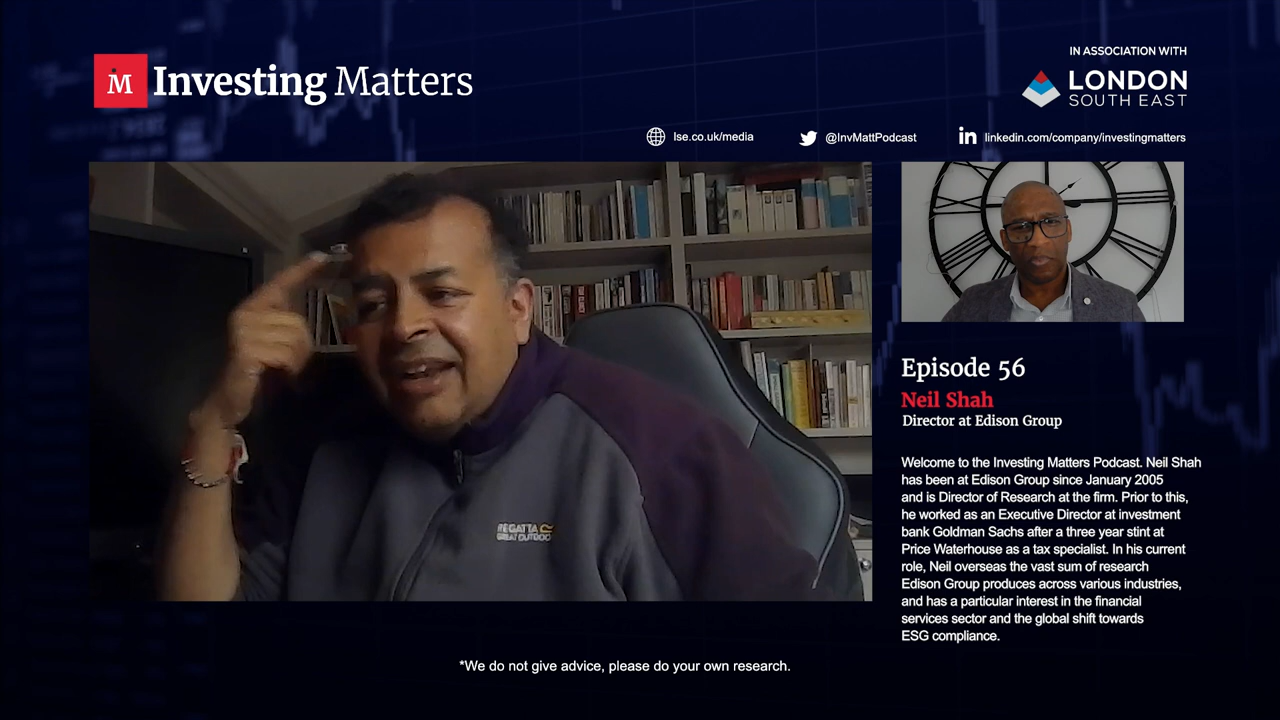 iM Investing Matters
IN ASSOCIATION WITH
LONDON
SOUTH EAST
lse.co.uk/media
@InvMattPodcast
in linkedin.com/company/investingmatters
REGATTA
GREAT OUTDOO
Episode 56
Neil Shah
Director at Edison Group
Welcome to the Investing Matters Podcast. Neil Shah
has been at Edison Group since January 2005
and is Director of Research at the firm. Prior to this,
he worked as an Executive Director at investment
bank Goldman Sachs after a three year stint at
Price Waterhouse as a tax specialist. In his current
role, Neil overseas the vast sum of research
Edison Group produces across various industries,
and has a particular interest in the financial
services sector and the global shift towards
ESG compliance.
*We do not give advice, please do your own research.